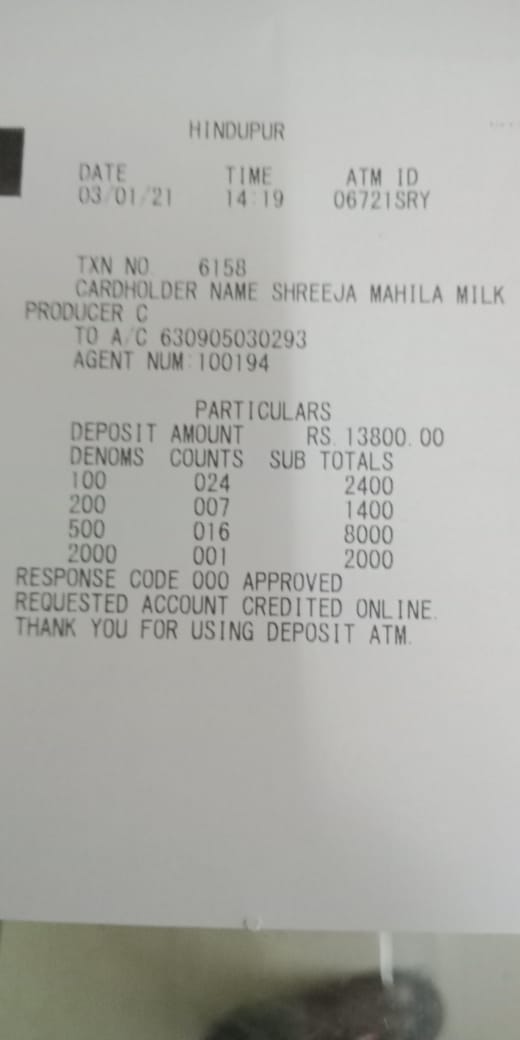 HINDUPUR
DATE TIME ATM ID
03/01/21 14:19 06721SRY
TXN NO. 6158
CARDHOLDER NAME SHREEJA MAHILA MILK
PRODUCER C
TO A/C 630905030293
AGENT NUM:100194
PARTICULARS
DEPOSIT AMOUNT RS. 13800.00
DENOMS COUNTS SUB TOTALS
100 024 2400
200 007 1400
500 016 8000
2000 001 2000
RESPONSE CODE 000 APPROVED
REQUESTED ACCOUNT CREDITED ONLINE.
THANK YOU FOR USING DEPOSIT ATM.